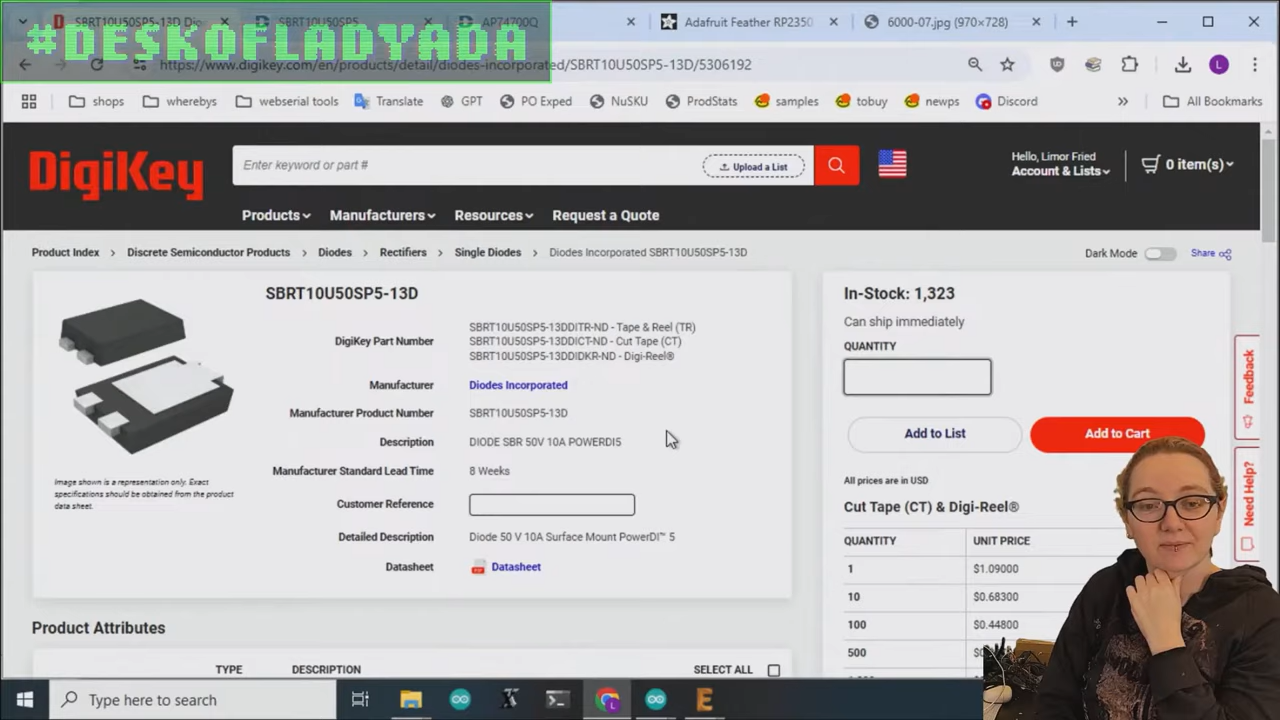 SBRT10U50SP5-13D Dio
SBRT10U50SP5
AP74700Q
Adafruit Feather RP2350
6000-07.jpg (970×728)
#DESKOFLADYADA
https://www.digikey.com/en/products/detail/diodes-incorporated/SBRT10U50SP5-13D/5306192
shops
whereby
webserial tools
Translate
GPT
PO Exped
NuSKU
ProdStats
samples
tobuy
newps
Discord
All Bookmarks
DigiKey
Enter keyword or part #
Upload a List
Hello, Limor Fried
Account & Lists
0 item(s)
Products
Manufacturers
Resources
Request a Quote
Product Index > Discrete Semiconductor Products > Diodes > Rectifiers > Single Diodes > Diodes Incorporated SBRT10U50SP5-13D
Dark Mode
Share
SBRT10U50SP5-13D
DigiKey Part Number
SBRT10U50SP5-13DDITR-ND - Tape & Reel (TR)
SBRT10U50SP5-13DDICT-ND - Cut Tape (CT)
SBRT10U50SP5-13DDIDKR-ND - Digi-Reel®
Manufacturer
Diodes Incorporated
Manufacturer Product Number
SBRT10U50SP5-13D
Description
DIODE SBR 50V 10A POWERDI5
Manufacturer Standard Lead Time
8 Weeks
Customer Reference
Detailed Description
Diode 50 V 10A Surface Mount PowerDI™ 5
Datasheet
Datasheet
Image shown is a representation only. Exact
specifications should be obtained from the product
data sheet.
In-Stock: 1,323
Can ship immediately
QUANTITY
Add to List
Add to Cart
All prices are in USD
Cut Tape (CT) & Digi-Reel®
QUANTITY
UNIT PRICE
1
$1.09000
10
$0.68300
100
$0.44800
500
Feedback
Need Help?
Product Attributes
TYPE
DESCRIPTION
SELECT ALL
Type here to search